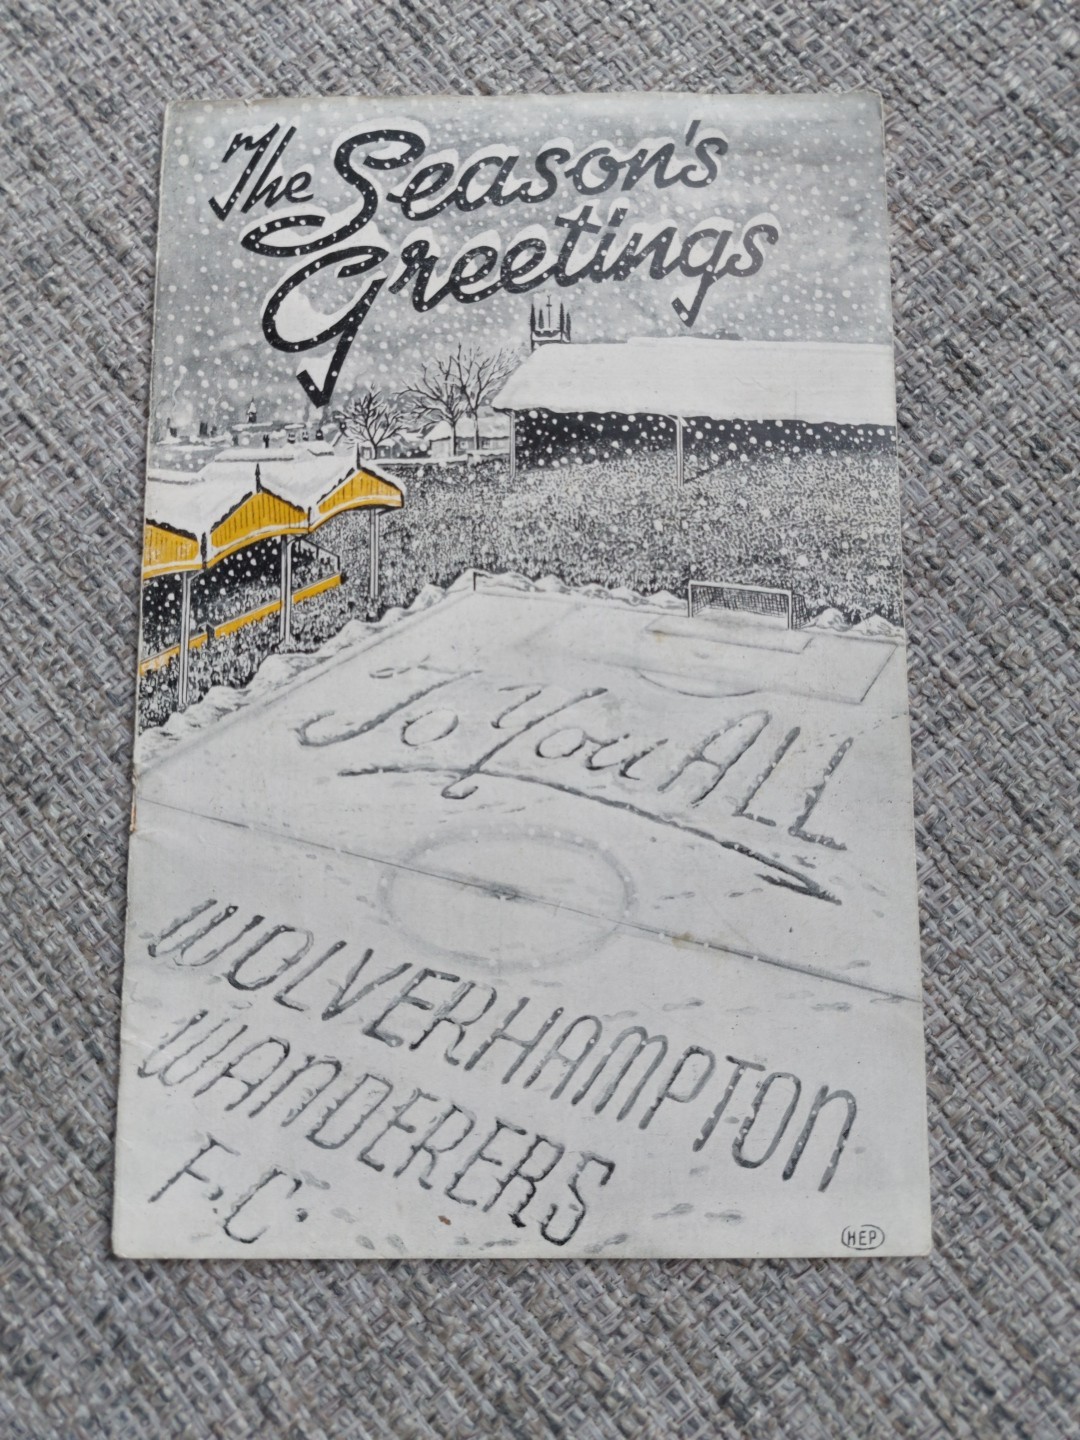 The Season's
Greetings
To You ALL
WOLVERHAMPTON
WANDERERS
F.C.
HEP